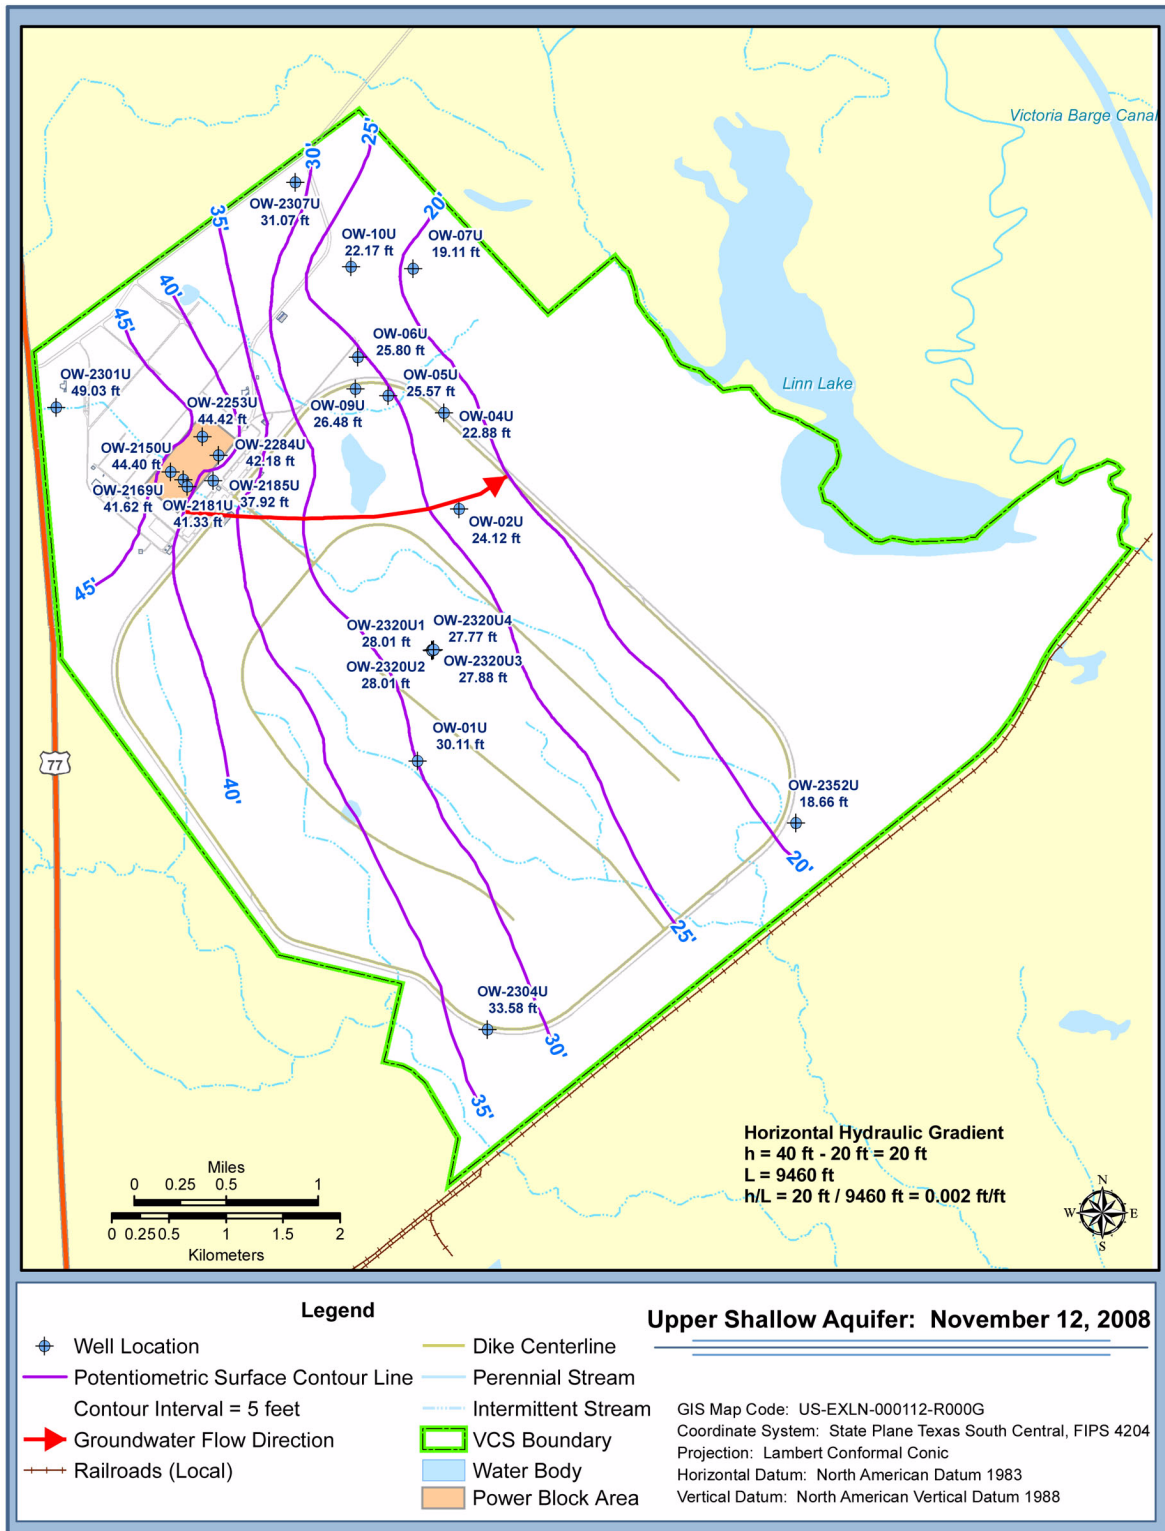 Victoria Barge Canal
25'
30'
20'
35'
OW-2307U
31.07 ft
OW-10U
22.17 ft
OW-07U
19.11 ft
40'
45'
OW-06U
25.80 ft
OW-2301U
49.03 ft
OW-05U
25.57 ft
Linn Lake
OW-2253U
44.42 ft
OW-09U
26.48 ft
OW-04U
22.88 ft
OW-2150U
44.40 ft
OW-2284U
42.18 ft
OW-2169U
41.62 ft
OW-2185U
37.92 ft
OW-2181U
41.33 ft
OW-02U
24.12 ft
45'
OW-2320U1
28.01 ft
OW-2320U4
27.77 ft
OW-2320U2
28.01 ft
OW-2320U3
27.88 ft
OW-01U
30.11 ft
77
40'
OW-2352U
18.66 ft
20'
25'
OW-2304U
33.58 ft
30'
35'
Horizontal Hydraulic Gradient
h = 40 ft - 20 ft = 20 ft
L = 9460 ft
h/L = 20 ft / 9460 ft = 0.002 ft/ft
Miles
0 0.25 0.5 1
0 0.25 0.5 1 1.5 2
Kilometers
N
W E
S
Legend
Well Location
Potentiometric Surface Contour Line
Contour Interval = 5 feet
Groundwater Flow Direction
Railroads (Local)
Dike Centerline
Perennial Stream
Intermittent Stream
VCS Boundary
Water Body
Power Block Area
Upper Shallow Aquifer: November 12, 2008
GIS Map Code: US-EXLN-000112-R000G
Coordinate System: State Plane Texas South Central, FIPS 4204
Projection: Lambert Conformal Conic
Horizontal Datum: North American Datum 1983
Vertical Datum: North American Vertical Datum 1988